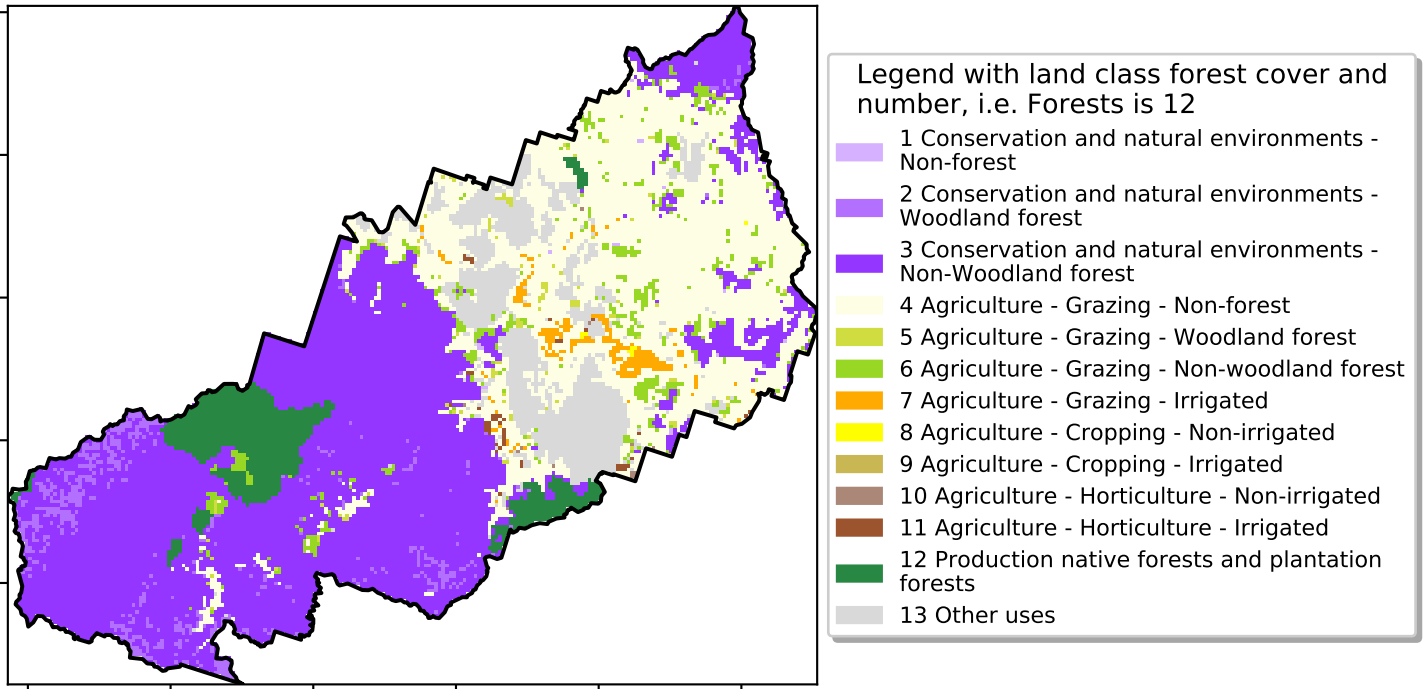 Legend with land class forest cover and
number, i.e. Forests is 12
1 Conservation and natural environments -
Non-forest
2 Conservation and natural environments -
Woodland forest
3 Conservation and natural environments -
Non-Woodland forest
4 Agriculture - Grazing - Non-forest
5 Agriculture - Grazing - Woodland forest
6 Agriculture - Grazing - Non-woodland forest
7 Agriculture - Grazing - Irrigated
8 Agriculture - Cropping - Non-irrigated
9 Agriculture - Cropping - Irrigated
10 Agriculture - Horticulture - Non-irrigated
11 Agriculture - Horticulture - Irrigated
12 Production native forests and plantation
forests
13 Other uses